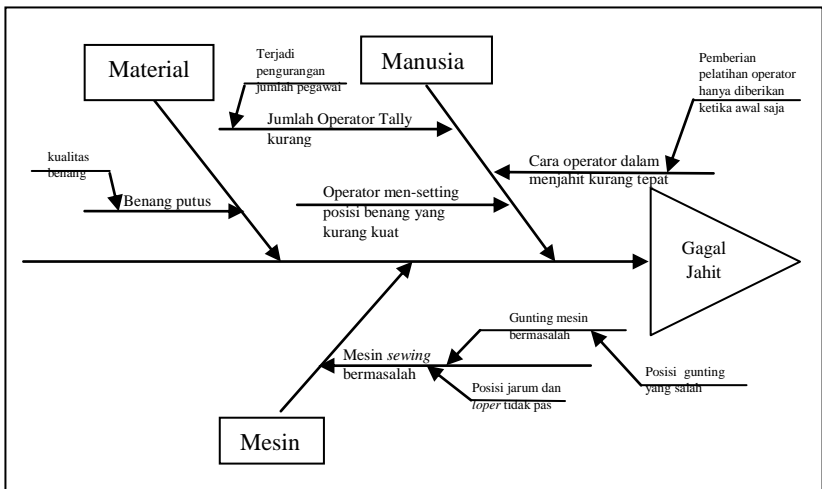 Material
Terjadi
pengurangan
jumlah pegawai
Manusia
Pemberian
pelatihan operator
hanya diberikan
ketika awal saja
Jumlah Operator Tally
kurang
kualitas
benang
Benang putus
Operator men-setting
posisi benang yang
kurang kuat
Cara operator dalam
menjahit kurang tepat
Gagal
Jahit
Gunting mesin
bermasalah
Mesin sewing
bermasalah
Posisi jarum dan
loper tidak pas
Posisi gunting
yang salah
Mesin